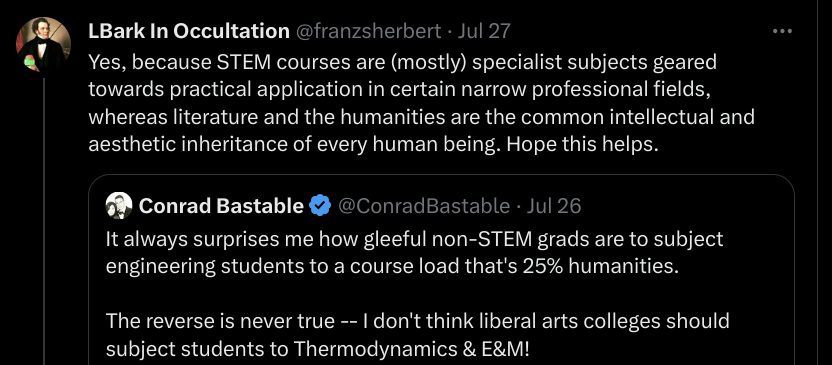 LBark In Occultation @franzsherbert · Jul 27
Yes, because STEM courses are (mostly) specialist subjects geared
towards practical application in certain narrow professional fields,
whereas literature and the humanities are the common intellectual and
aesthetic inheritance of every human being. Hope this helps.
Conrad Bastable @ConradBastable · Jul 26
It always surprises me how gleeful non-STEM grads are to subject
engineering students to a course load that's 25% humanities.
The reverse is never true -- I don't think liberal arts colleges should
subject students to Thermodynamics & E&M!